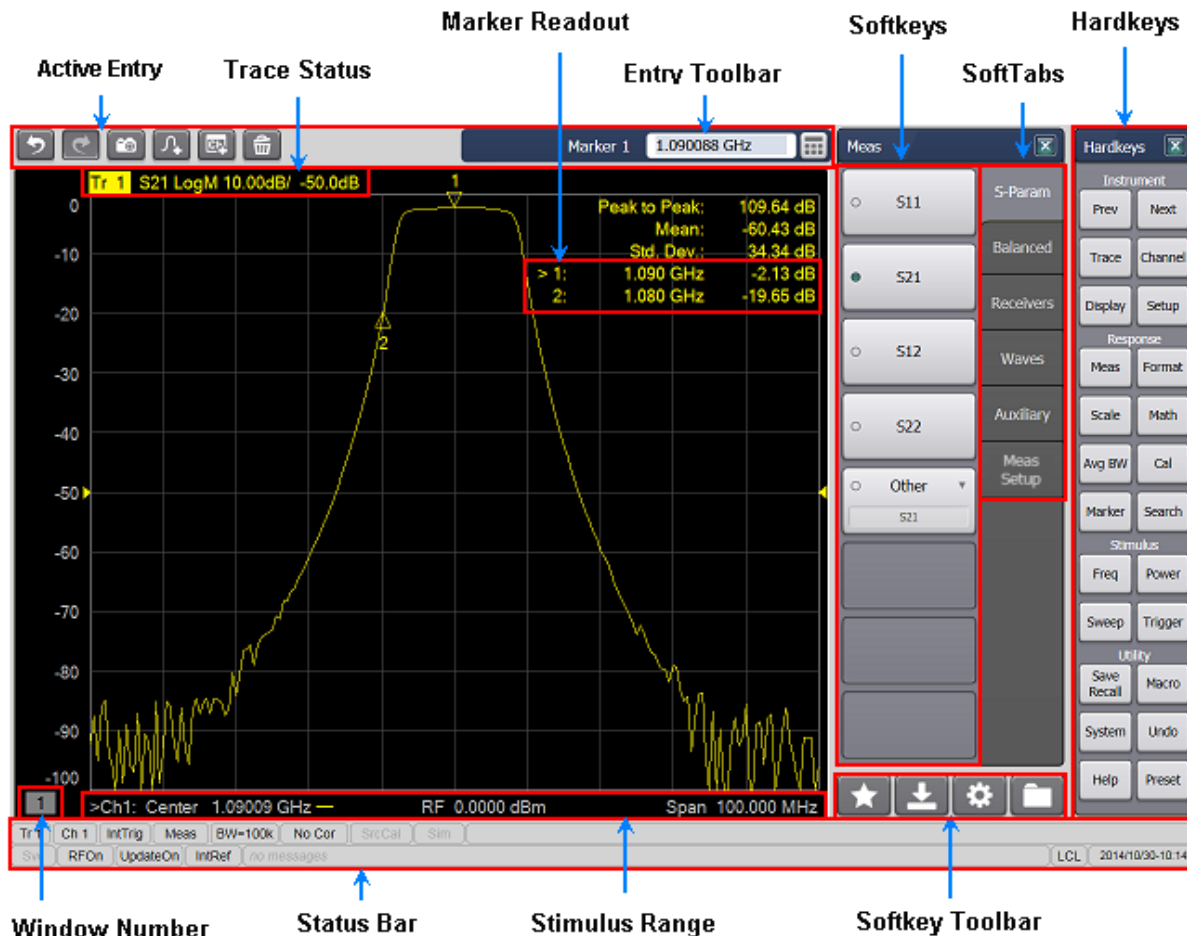 Marker Readout
Softkeys
Hardkeys
Active Entry
Trace Status
Entry Toolbar
SoftTabs
Marker 1 1.090088 GHz
Meas
Hardkeys
Tr 1 S21 LogM 10.00dB/ -50.0dB
1
Peak to Peak: 109.64 dB
Mean: -60.43 dB
Std. Dev.: 34.34 dB
> 1: 1.090 GHz -2.13 dB
2: 1.080 GHz -19.65 dB
2
0
-10
-20
-30
-40
-50
-60
-70
-80
-90
-100
S11
S21
S12
S22
Other
S21
S-Param
Balanced
Receivers
Waves
Auxiliary
Meas
Setup
Instrument
Prev Next
Trace Channel
Display Setup
Response
Meas Format
Scale Math
Avg BW Cal
Marker Search
Stimulus
Freq Power
Sweep Trigger
Utility
Save
Recall
Macro
System Undo
Help Preset
1
>Ch1: Center 1.09009 GHz RF 0.0000 dBm Span 100.000 MHz
Tr 1 Ch 1 IntTrig Meas BW=100k No Cor SrcCal Sim
RFOn UpdateOn IntRef no messages LCL 2014/10/30-10:14
Window Number
Status Bar
Stimulus Range
Softkey Toolbar